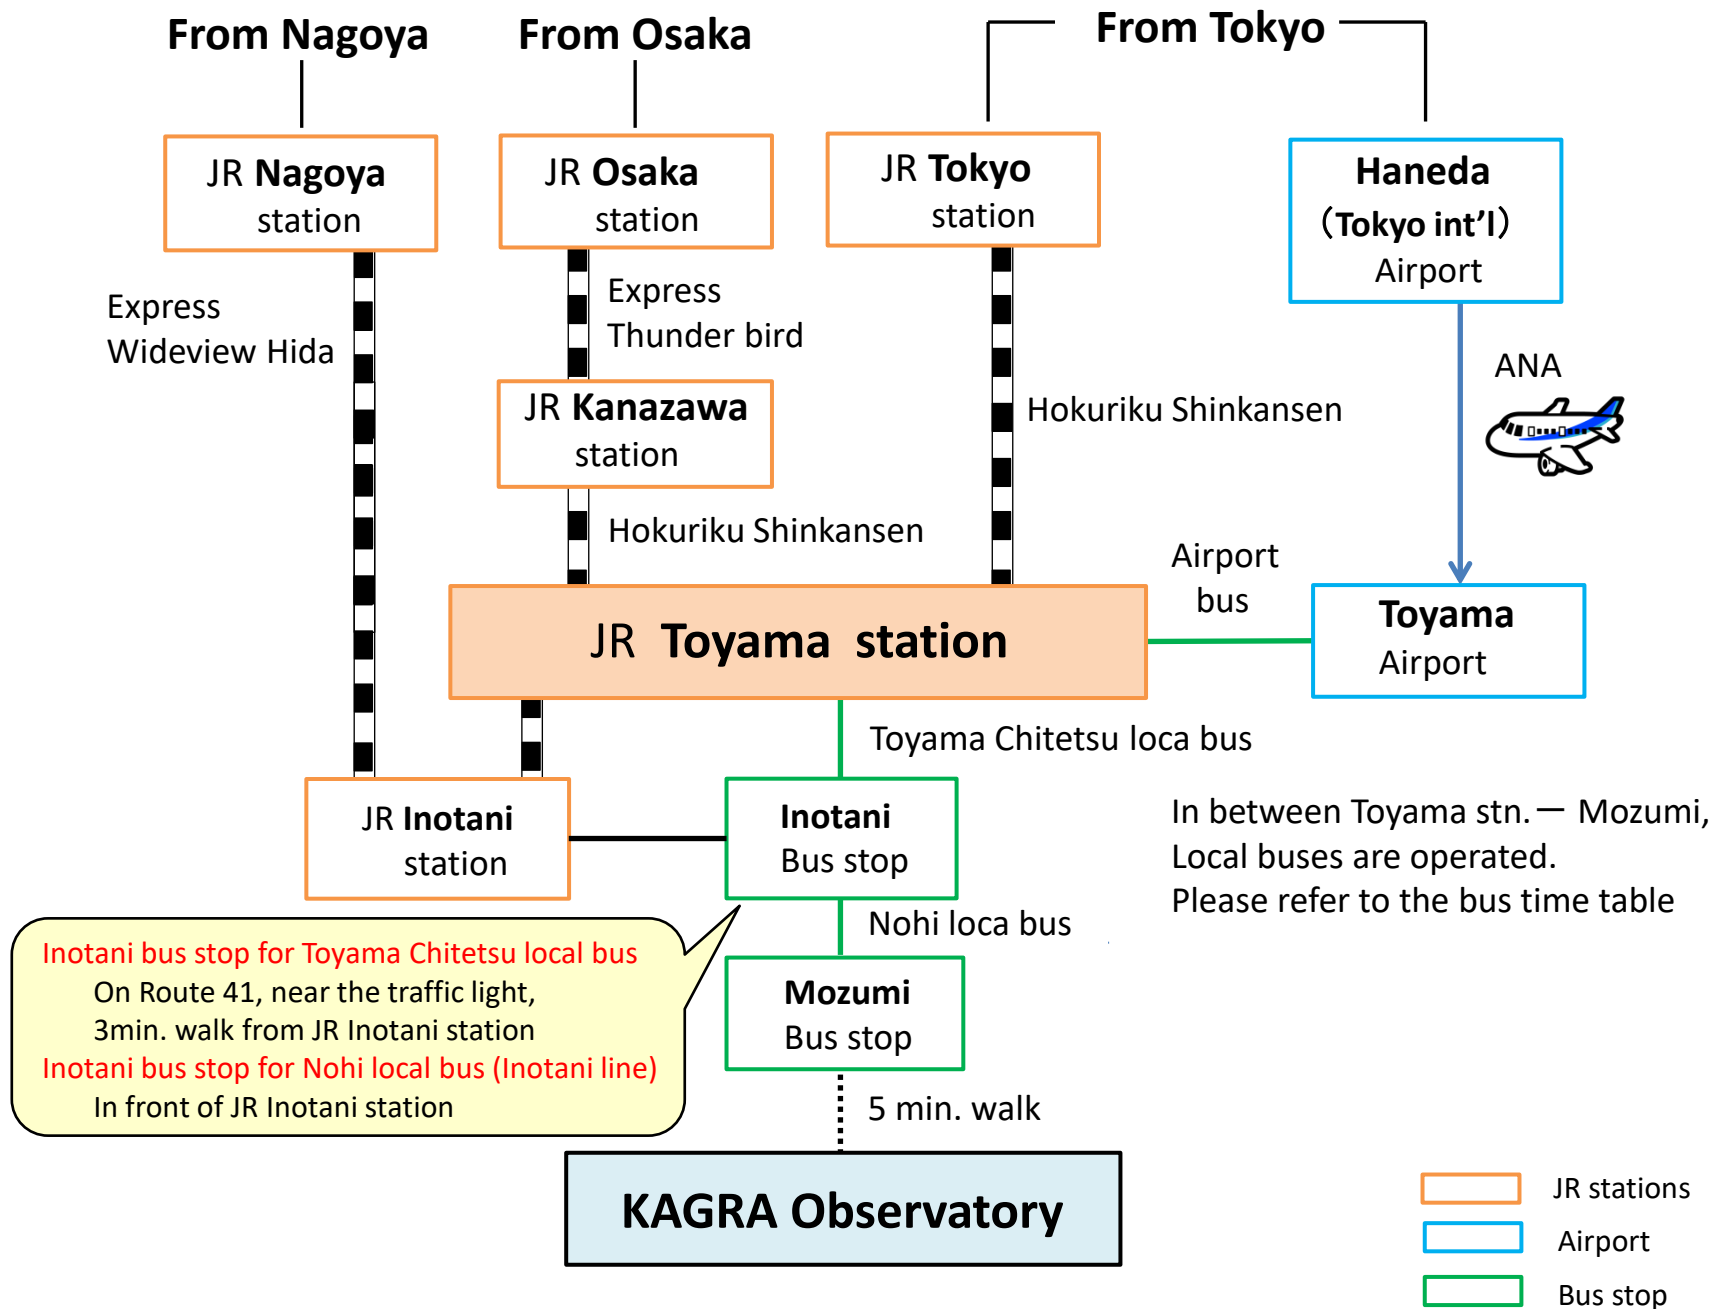 From Nagoya
From Osaka
From Tokyo
JR Nagoya
station
JR Osaka
station
JR Tokyo
station
Haneda
（Tokyo int’l）
Airport
Express
Wideview Hida
Express
Thunder bird
JR Kanazawa
station
Hokuriku Shinkansen
ANA
Hokuriku Shinkansen
Airport
bus
JR Toyama station
Toyama
Airport
Toyama Chitetsu loca bus
JR Inotani
station
Inotani
Bus stop
In between Toyama stn.－ Mozumi,
Local buses are operated.
Please refer to the bus time table
Nohi loca bus
Inotani bus stop for Toyama Chitetsu local bus
On Route 41, near the traffic light,
3min. walk from JR Inotani station
Inotani bus stop for Nohi local bus (Inotani line)
In front of JR Inotani station
Mozumi
Bus stop
5 min. walk
KAGRA Observatory
JR stations
Airport
Bus stop